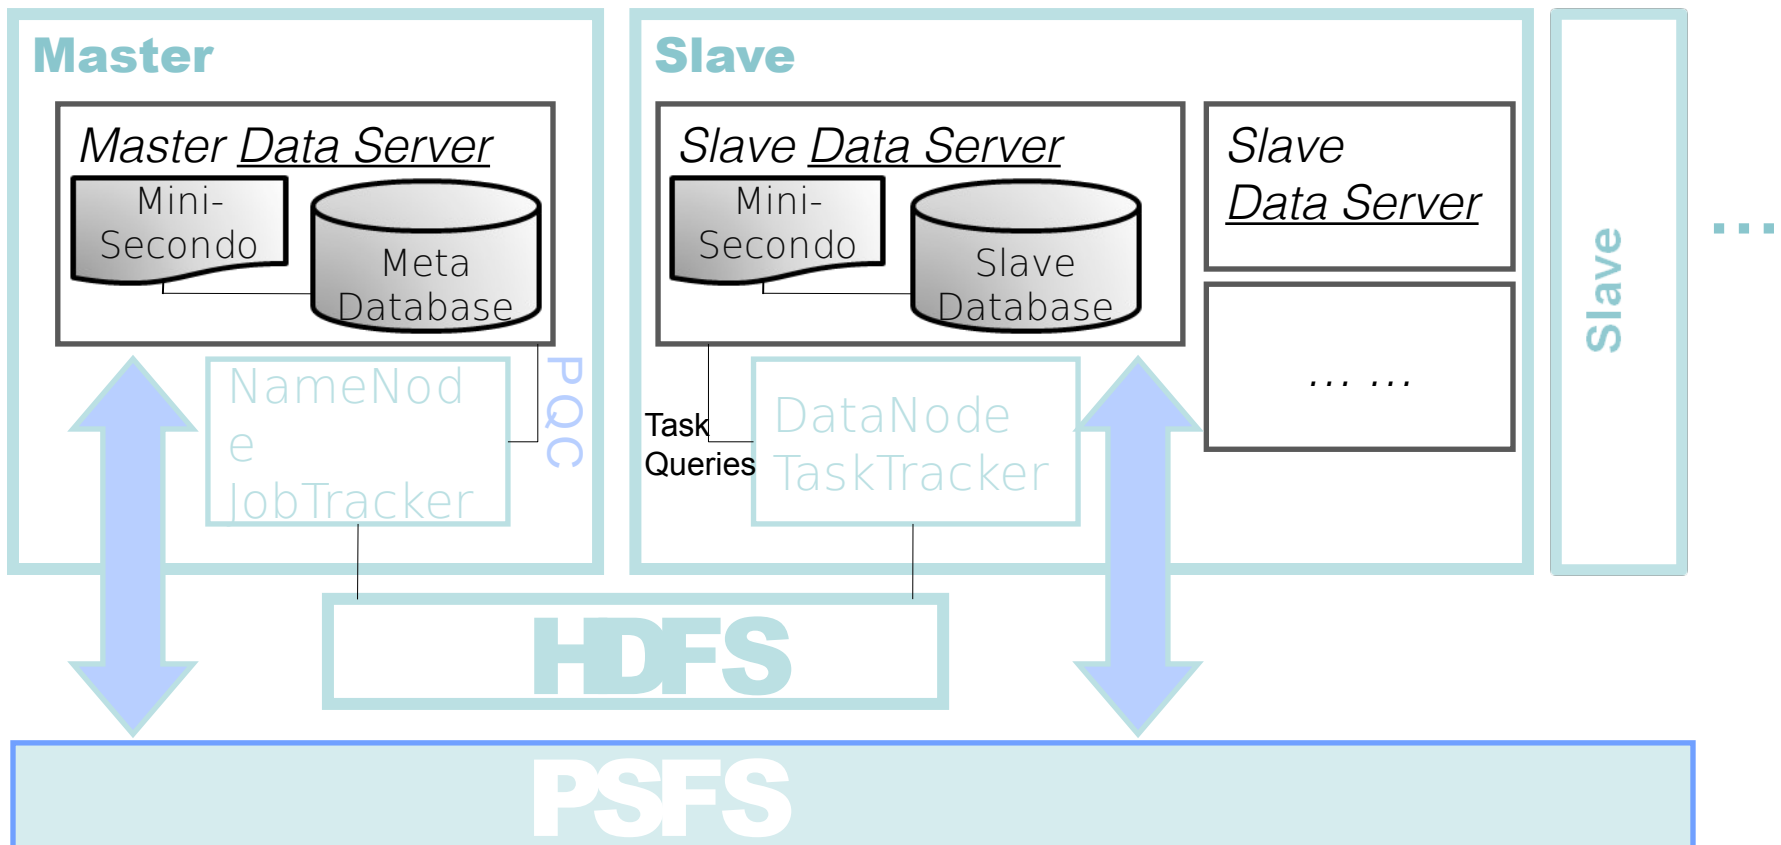 Master
Master Data Server
Mini-
Secondo
Meta
Database
NameNod
e
JobTracker
PQC
Slave
Slave Data Server
Mini-
Secondo
Slave
Database
Task
Queries
DataNode
TaskTracker
Slave
Data Server
... ...
Slave
...
HDFS
PSFS